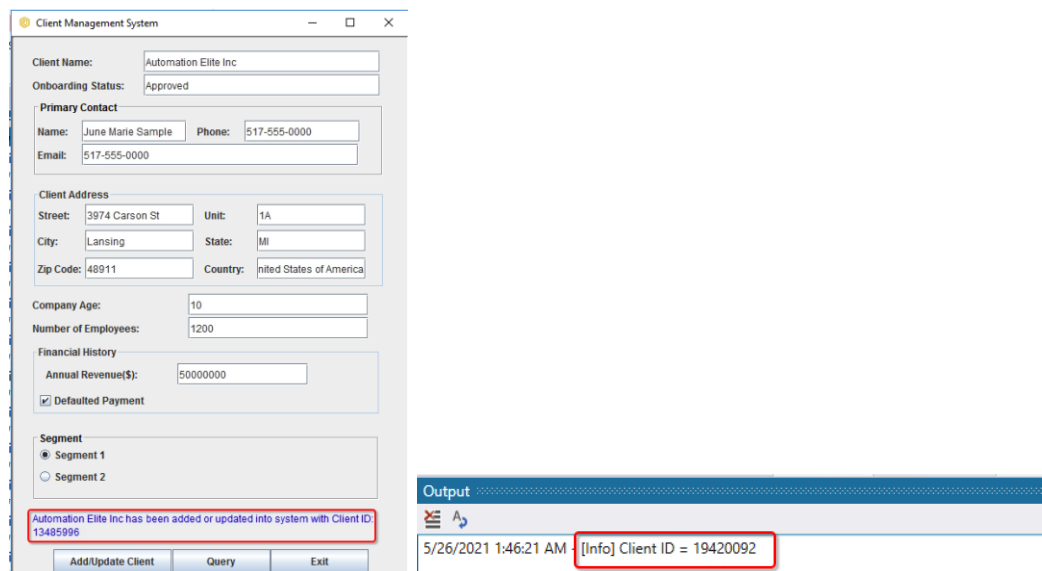 Client Management System
Client Name: Automation Elite Inc
Onboarding Status: Approved
Primary Contact
Name: June Marie Sample Phone: 517-555-0000
Email: 517-555-0000
Client Address
Street: 3974 Carson St Unit: 1A
City: Lansing State: MI
Zip Code: 48911 Country: nited States of America
Company Age: 10
Number of Employees: 1200
Financial History
Annual Revenue($): 50000000
Defaulted Payment
Segment
Segment 1
Segment 2
Automation Elite Inc has been added or updated into system with Client ID:
13485996
Add/Update Client Query Exit
Output
5/26/2021 1:46:21 AM - [Info] Client ID = 19420092